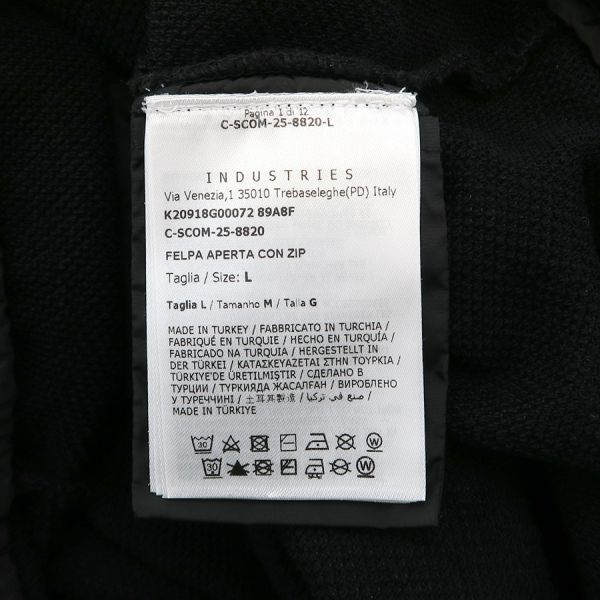 Pagina 1 di 12
C-SCOM-25-8820-L
INDUSTRIES
Via Venezia,1 35010 Trebaseleghe(PD) Italy
K20918G00072 89A8F
C-SCOM-25-8820
FELPA APERTA CON ZIP
Taglia / Size: L
Taglia L / Tamanho M / Talla G
MADE IN TURKEY / FABBRICATO IN TURCHIA /
FABRIQUÉ EN TURQUIE / HECHO EN TURQUÍA /
FABRICADO NA TURQUIA / HERGESTELLT IN
DER TÜRKEI / ΚΑΤΑΣΚΕΥΑΖΕΤΑΙ ΣΤΗΝ ΤΟΥΡΚΙΑ /
TÜRKIYE'DE ÜRETILMIŞTIR / СДЕЛАНО В
ТУРЦИИ / ТУРКИЯДА ЖАСАЛҒАН / ВИРОБЛЕНО
У ТУРЕЧЧИНІ / 土耳其製造 / صنع في تركيا /
MADE IN TÜRKIYE
30 W
30 W